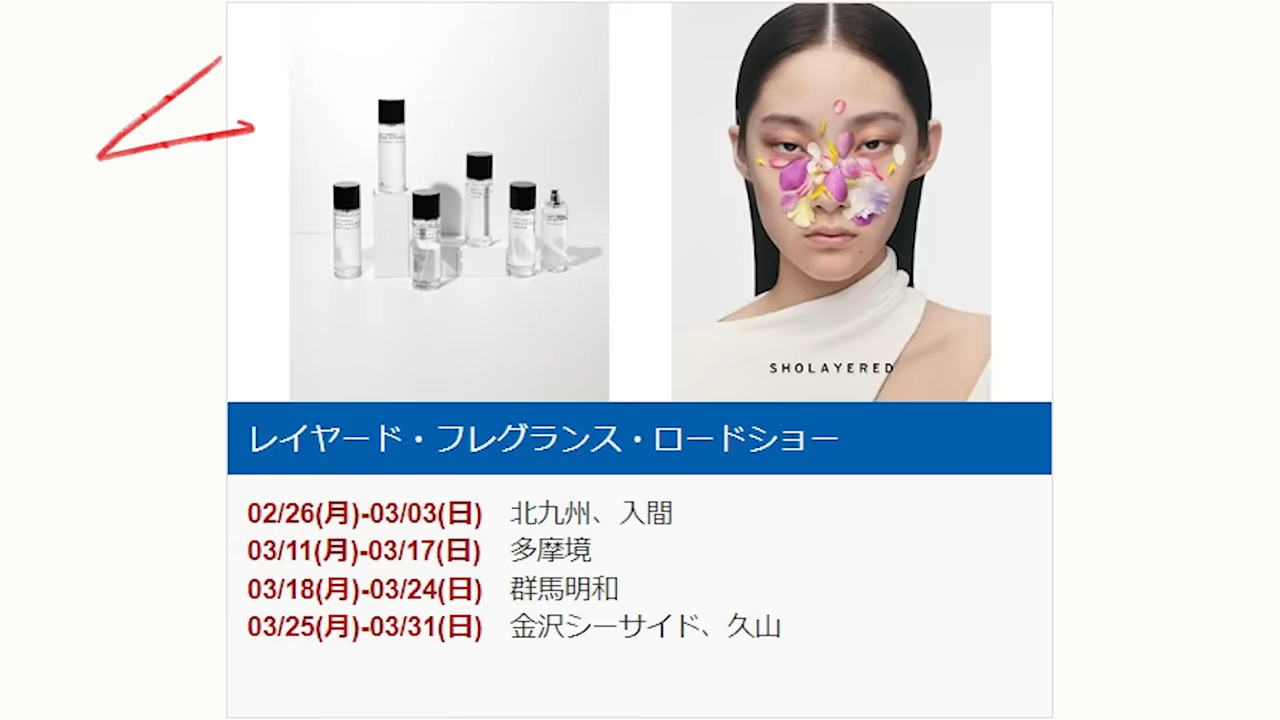 SHOLAYERED
レイヤード・フレグランス・ロードショー
02/26(月)-03/03(日) 北九州、入間
03/11(月)-03/17(日) 多摩境
03/18(月)-03/24(日) 群馬明和
03/25(月)-03/31(日) 金沢シーサイド、久山